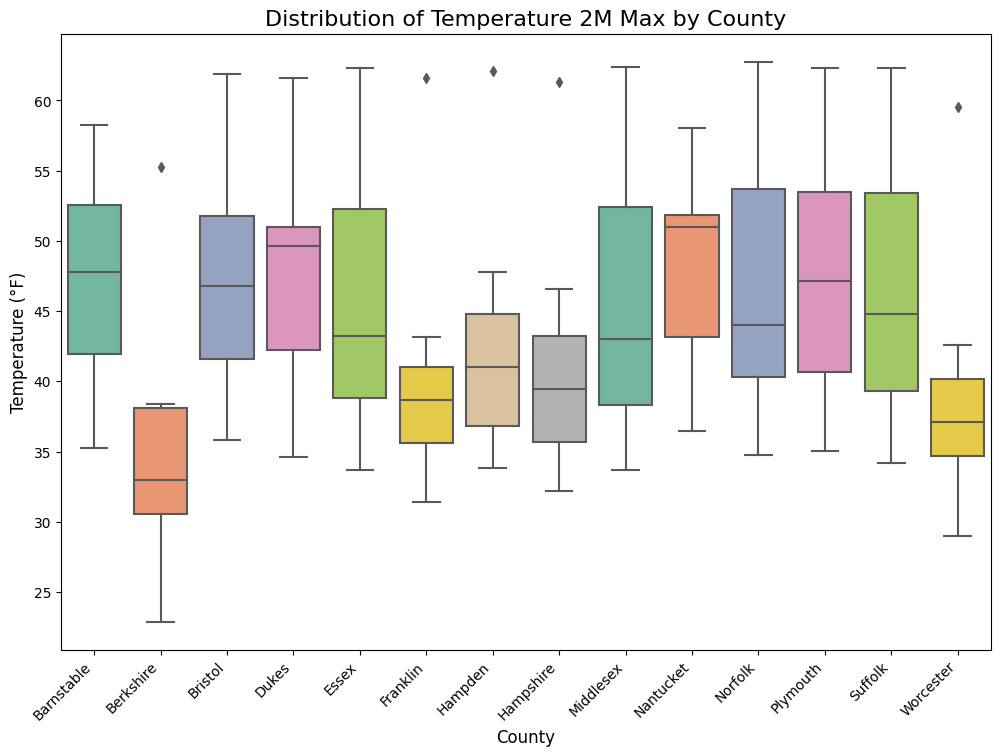 Distribution of Temperature 2M Max by County
Temperature (°F)
60
55
50
45
40
35
30
25
Barnstable
Berkshire
Bristol
Dukes
Essex
Franklin
Hampden
Hampshire
Middlesex
Nantucket
Norfolk
Plymouth
Suffolk
Worcester
County